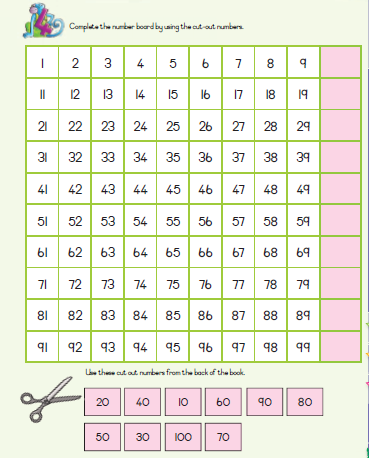 Complete the number board by using the cut-out numbers.
1 2 3 4 5 6 7 8 9
11 12 13 14 15 16 17 18 19
21 22 23 24 25 26 27 28 29
31 32 33 34 35 36 37 38 39
41 42 43 44 45 46 47 48 49
51 52 53 54 55 56 57 58 59
61 62 63 64 65 66 67 68 69
71 72 73 74 75 76 77 78 79
81 82 83 84 85 86 87 88 89
91 92 93 94 95 96 97 98 99
Use these cut out numbers from the back of the book.
20 40 10 60 90 80
50 30 100 70